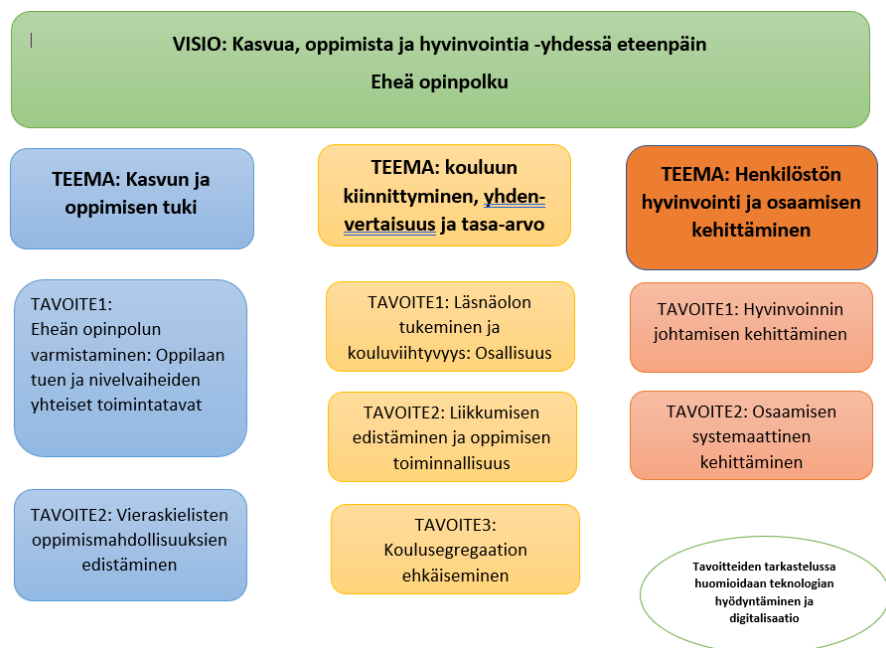 VISIO: Kasvua, oppimista ja hyvinvointia -yhdessä eteenpäin
Eheä opinpolku
TEEMA: Kasvun ja
oppimisen tuki
TAVOITE1:
Eheän opinpolun
varmistaminen: Oppilaan
tuen ja nivelvaiheiden
yhteiset toimintatavat
TAVOITE2: Vieraskielisten
oppimismahdollisuuksien
edistäminen
TEEMA: kouluun
kiinnittyminen, yhden-
vertaisuus ja tasa-arvo
TAVOITE1: Läsnäolon
tukeminen ja
kouluviihtyvyys: Osallisuus
TAVOITE2: Liikkumisen
edistäminen ja oppimisen
toiminnallisuus
TAVOITE3:
Koulusegregaation
ehkäiseminen
TEEMA: Henkilöstön
hyvinvointi ja osaamisen
kehittäminen
TAVOITE1: Hyvinvoinnin
johtamisen kehittäminen
TAVOITE2: Osaamisen
systemaattinen
kehittäminen
Tavoitteiden tarkastelussa
huomioidaan teknologian
hyödyntäminen ja
digitalisaatio